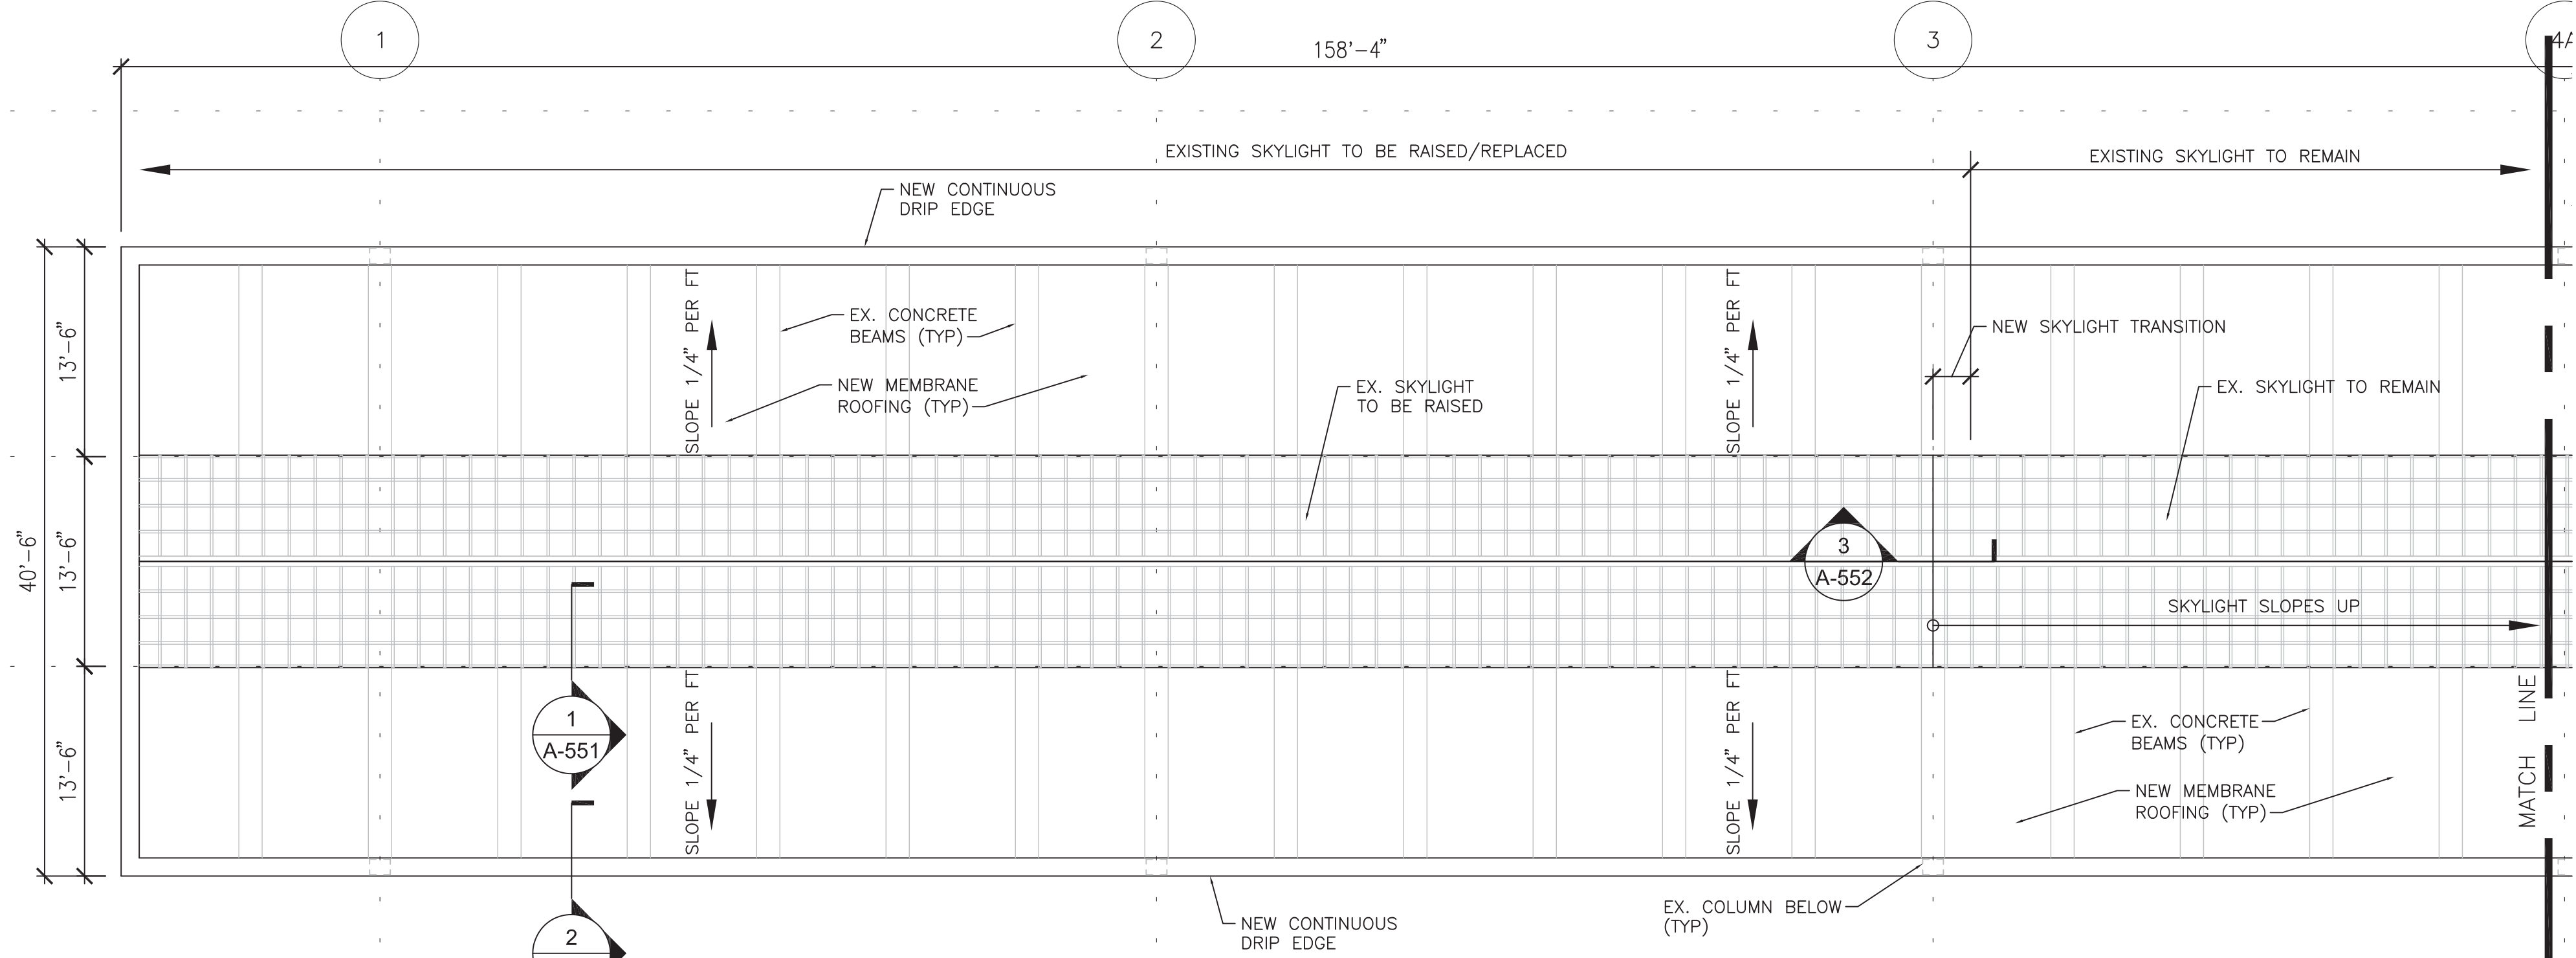 1
2
3
4A
158'-4"
EXISTING SKYLIGHT TO BE RAISED/REPLACED
EXISTING SKYLIGHT TO REMAIN
NEW CONTINUOUS
DRIP EDGE
SLOPE 1/4" PER FT
EX. CONCRETE
BEAMS (TYP)
NEW MEMBRANE
ROOFING (TYP)
EX. SKYLIGHT
TO BE RAISED
SLOPE 1/4" PER FT
NEW SKYLIGHT TRANSITION
EX. SKYLIGHT TO REMAIN
13'-6"
40'-6"
13'-6"
13'-6"
3
A-552
SKYLIGHT SLOPES UP
1
A-551
SLOPE 1/4" PER FT
SLOPE 1/4" PER FT
EX. CONCRETE
BEAMS (TYP)
NEW MEMBRANE
ROOFING (TYP)
MATCH LINE
2
NEW CONTINUOUS
DRIP EDGE
EX. COLUMN BELOW
(TYP)